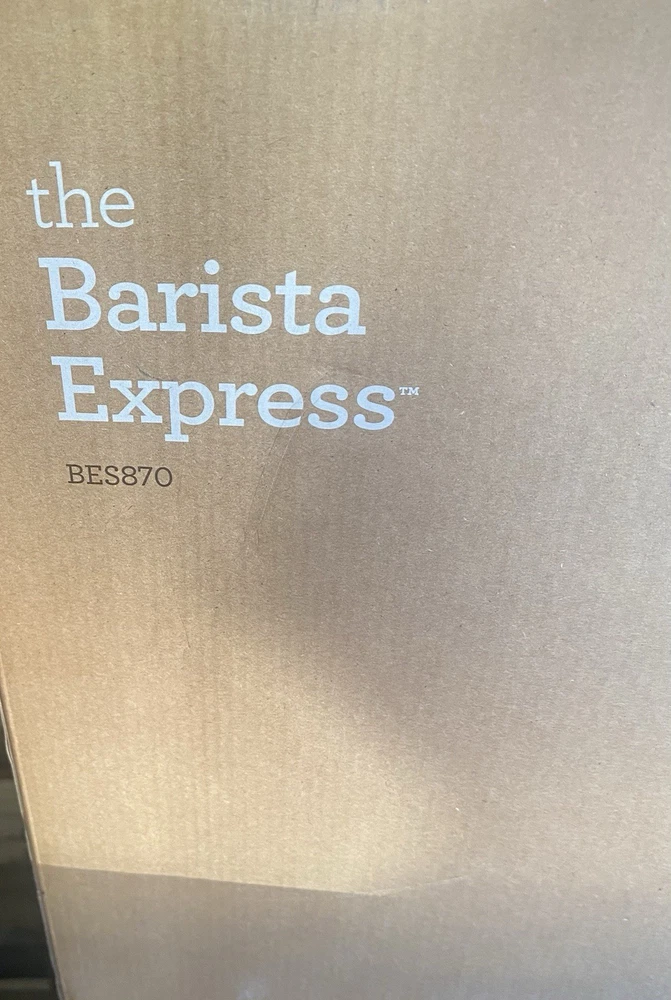 the
Barista
Express™
BES870